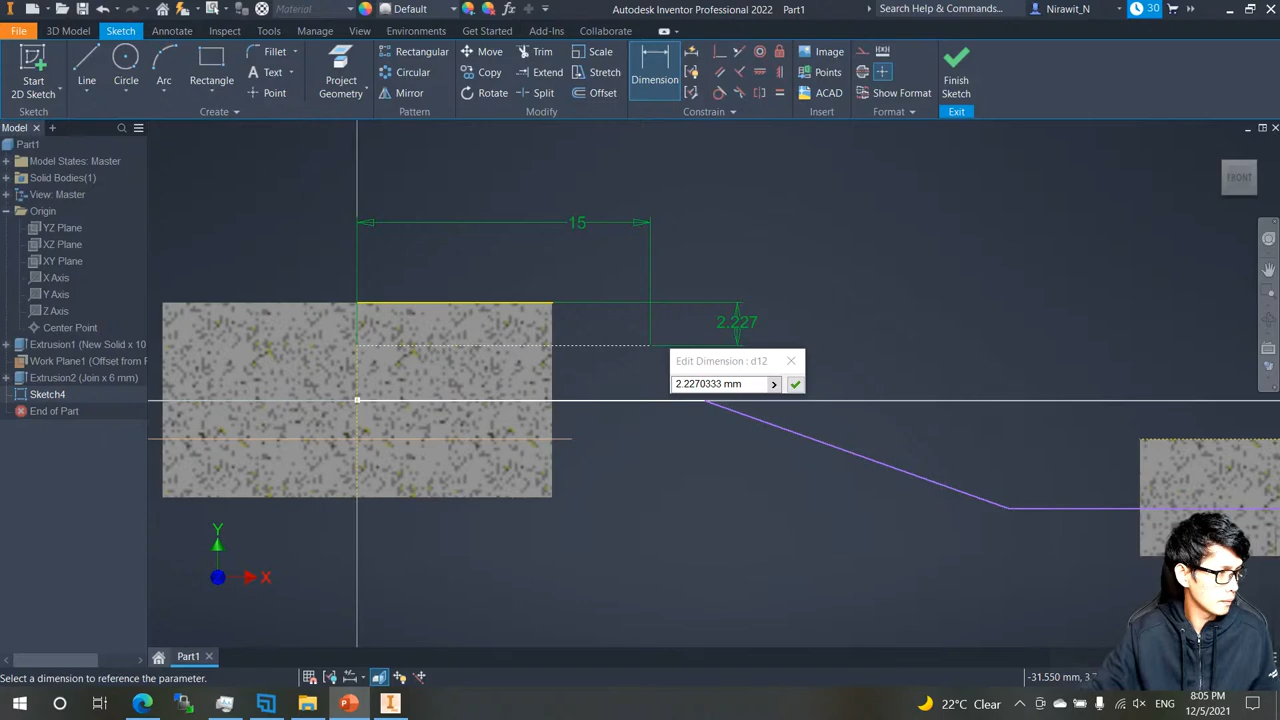 Material
Default
Autodesk Inventor Professional 2022 Part1
Search Help & Commands...
Nirawit_N
30
File
3D Model
Sketch
Annotate
Inspect
Tools
Manage
View
Environments
Get Started
Add-Ins
Collaborate
Start
2D Sketch
Line
Circle
Arc
Rectangle
Fillet
Text
Point
Project
Geometry
Rectangular
Circular
Mirror
Move
Copy
Rotate
Trim
Extend
Split
Scale
Stretch
Offset
Dimension
Image
Points
ACAD
Show Format
Finish
Sketch
Sketch
Create
Pattern
Modify
Constrain
Insert
Format
Exit
Model
Part1
Model States: Master
Solid Bodies(1)
View: Master
Origin
YZ Plane
XZ Plane
XY Plane
X Axis
Y Axis
Z Axis
Center Point
Extrusion1 (New Solid x 10
Work Plane1 (Offset from F
Extrusion2 (Join x 6 mm)
Sketch4
End of Part
FRONT
15
2.227
Edit Dimension : d12
2.2270333 mm
Y
X
Part1
Select a dimension to reference the parameter.
-31.550 mm, 3.
22°C Clear
ENG
8:05 PM
12/5/2021